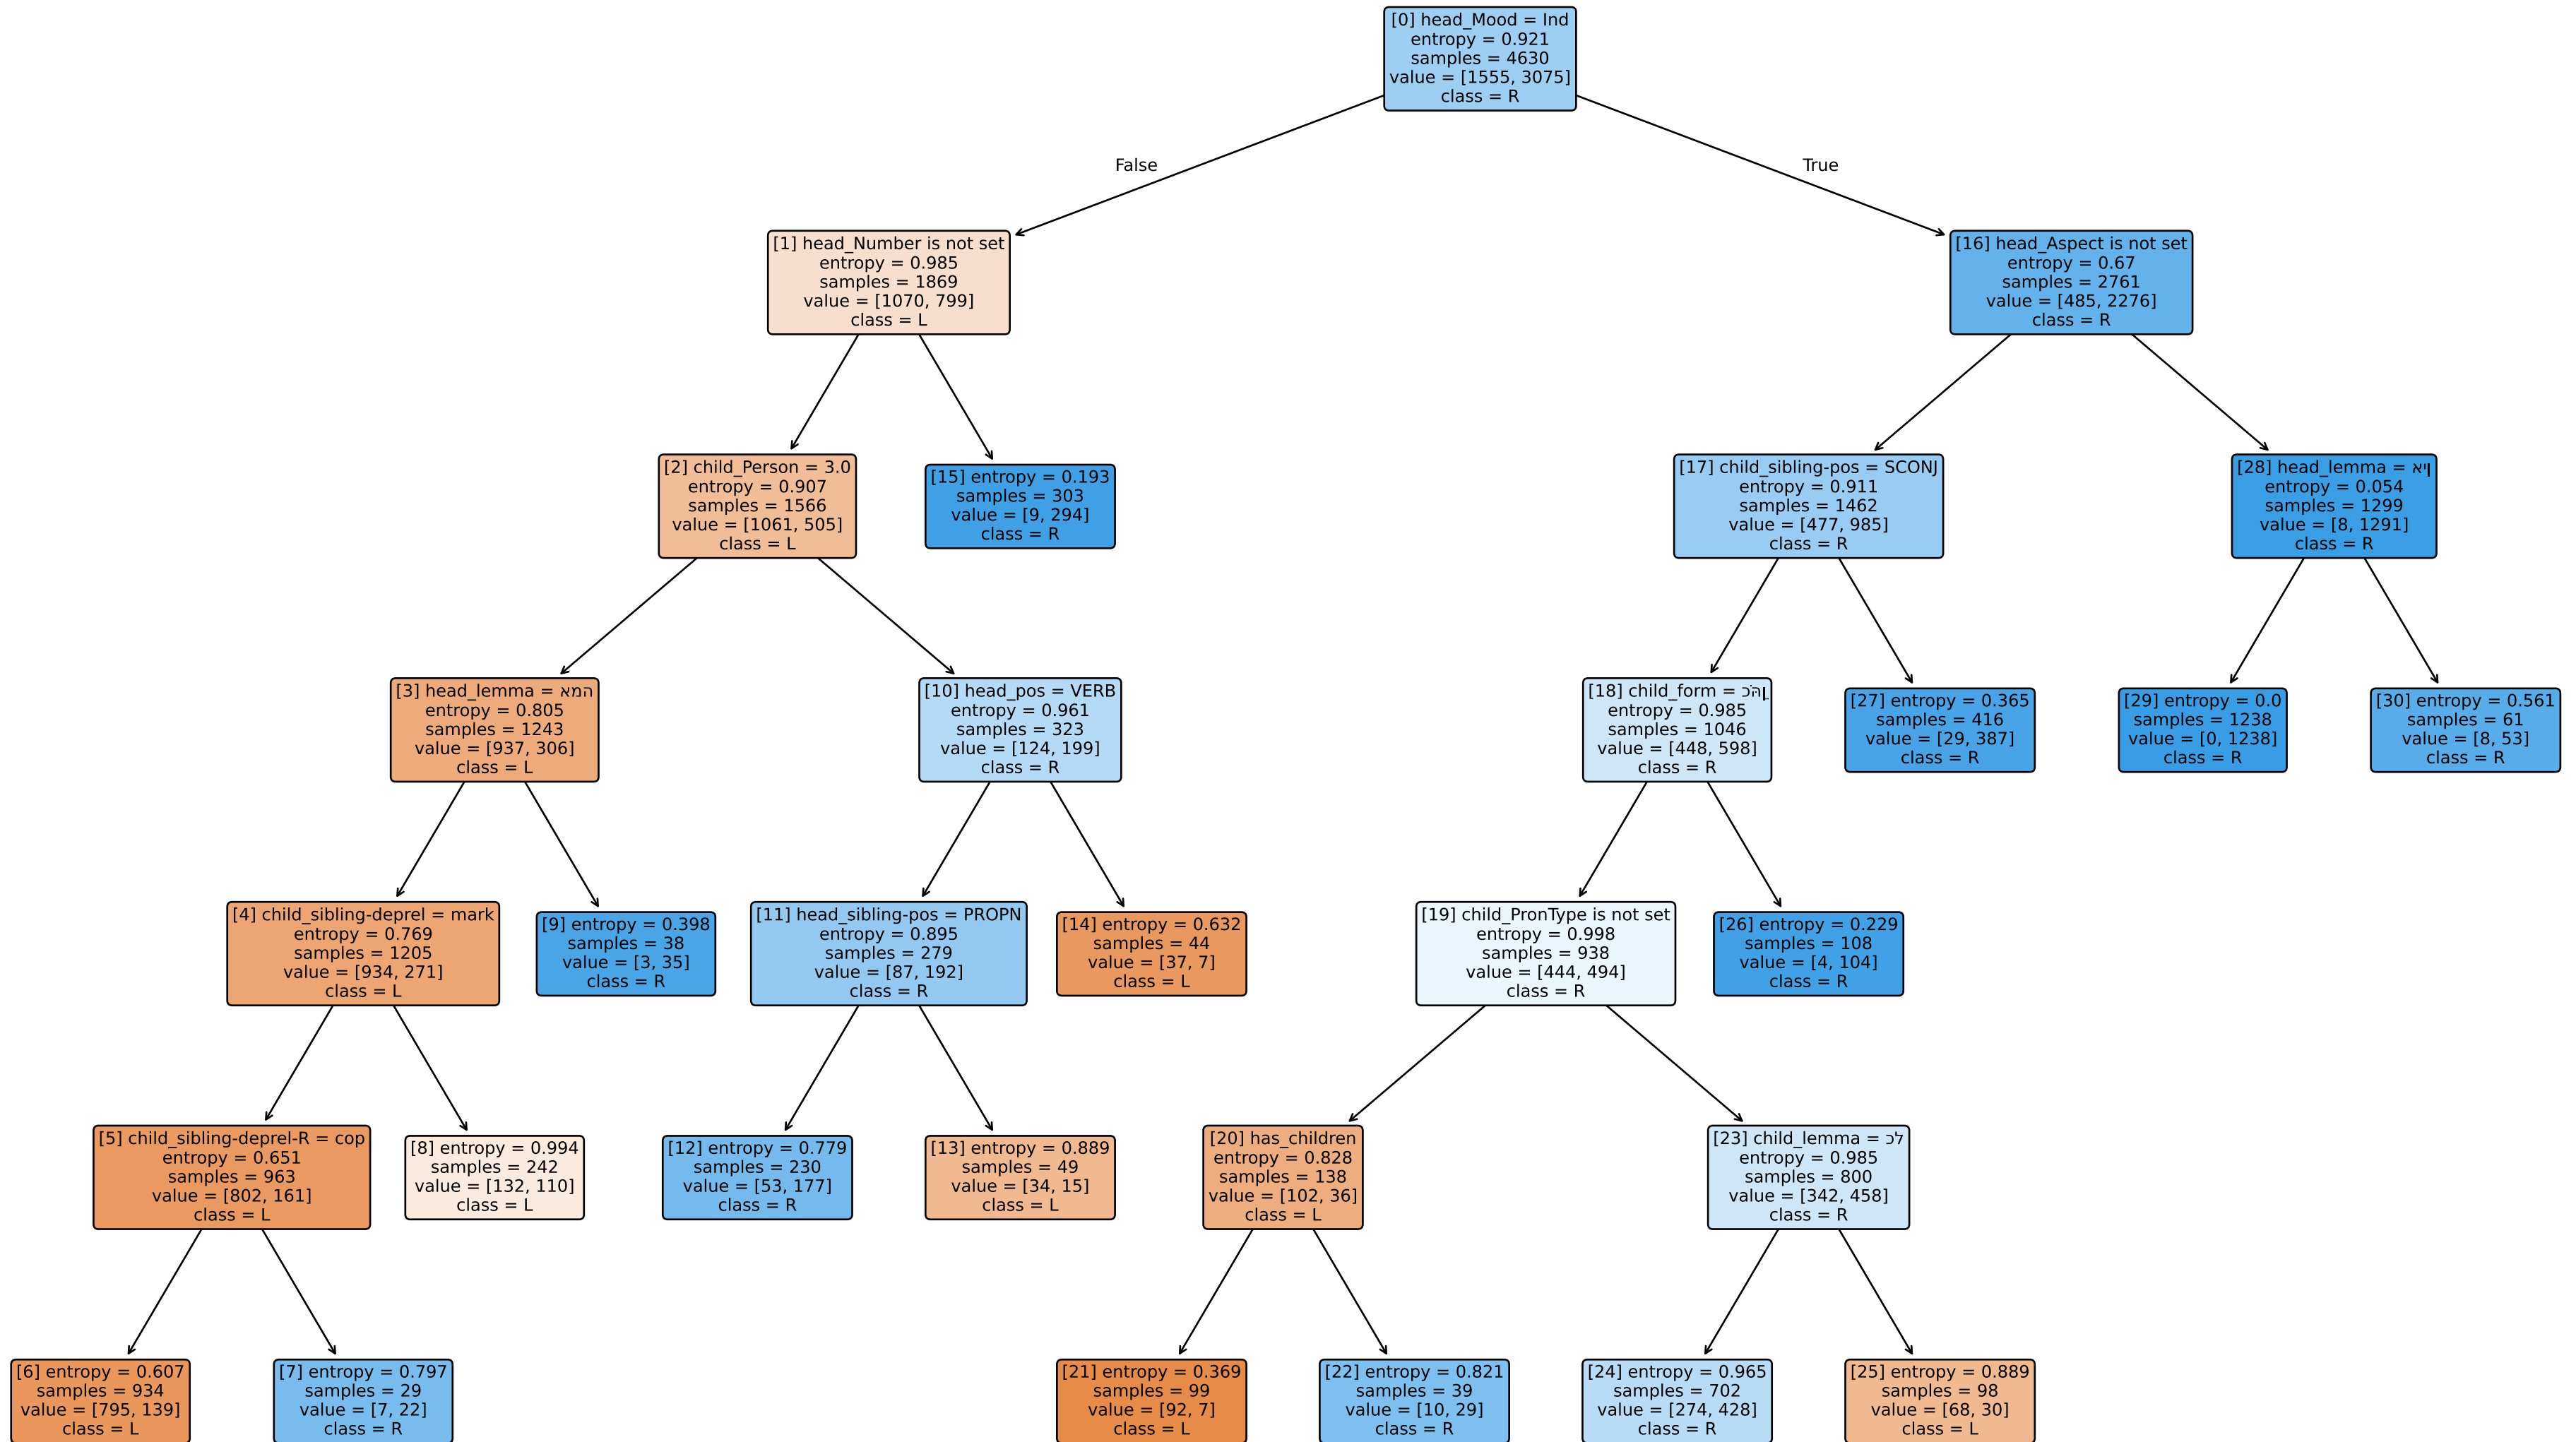 [0] head_Mood = Ind
entropy = 0.921
samples = 4630
value = [1555, 3075]
class = R
False
True
[1] head_Number is not set
entropy = 0.985
samples = 1869
value = [1070, 799]
class = L
[16] head_Aspect is not set
entropy = 0.67
samples = 2761
value = [485, 2276]
class = R
[2] child_Person = 3.0
entropy = 0.907
samples = 1566
value = [1061, 505]
class = L
[15] entropy = 0.193
samples = 303
value = [9, 294]
class = R
[17] child_sibling-pos = SCONJ
entropy = 0.911
samples = 1462
value = [477, 985]
class = R
[28] head_lemma = אין
entropy = 0.054
samples = 1299
value = [8, 1291]
class = R
[3] head_lemma = אמה
entropy = 0.805
samples = 1243
value = [937, 306]
class = L
[10] head_pos = VERB
entropy = 0.961
samples = 323
value = [124, 199]
class = R
[18] child_form =
entropy = 0.985
samples = 1046
value = [448, 598]
class = R
[27] entropy = 0.365
samples = 416
value = [29, 387]
class = R
[29] entropy = 0.0
samples = 1238
value = [0, 1238]
class = R
[30] entropy = 0.561
samples = 61
value = [8, 53]
class = R
[4] child_sibling-deprel = mark
entropy = 0.769
samples = 1205
value = [934, 271]
class = L
[9] entropy = 0.398
samples = 38
value = [3, 35]
class = R
[11] head_sibling-pos = PROPN
entropy = 0.895
samples = 279
value = [87, 192]
class = R
[14] entropy = 0.632
samples = 44
value = [37, 7]
class = L
[19] child_PronType is not set
entropy = 0.998
samples = 938
value = [444, 494]
class = R
[26] entropy = 0.229
samples = 108
value = [4, 104]
class = R
[5] child_sibling-deprel-R = cop
entropy = 0.651
samples = 963
value = [802, 161]
class = L
[8] entropy = 0.994
samples = 242
value = [132, 110]
class = L
[12] entropy = 0.779
samples = 230
value = [53, 177]
class = R
[13] entropy = 0.889
samples = 49
value = [34, 15]
class = L
[20] has_children
entropy = 0.828
samples = 138
value = [102, 36]
class = L
[23] child_lemma = כל
entropy = 0.985
samples = 800
value = [342, 458]
class = R
[6] entropy = 0.607
samples = 934
value = [795, 139]
class = L
[7] entropy = 0.797
samples = 29
value = [7, 22]
class = R
[21] entropy = 0.369
samples = 99
value = [92, 7]
class = L
[22] entropy = 0.821
samples = 39
value = [10, 29]
class = R
[24] entropy = 0.965
samples = 702
value = [274, 428]
class = R
[25] entropy = 0.889
samples = 98
value = [68, 30]
class = L